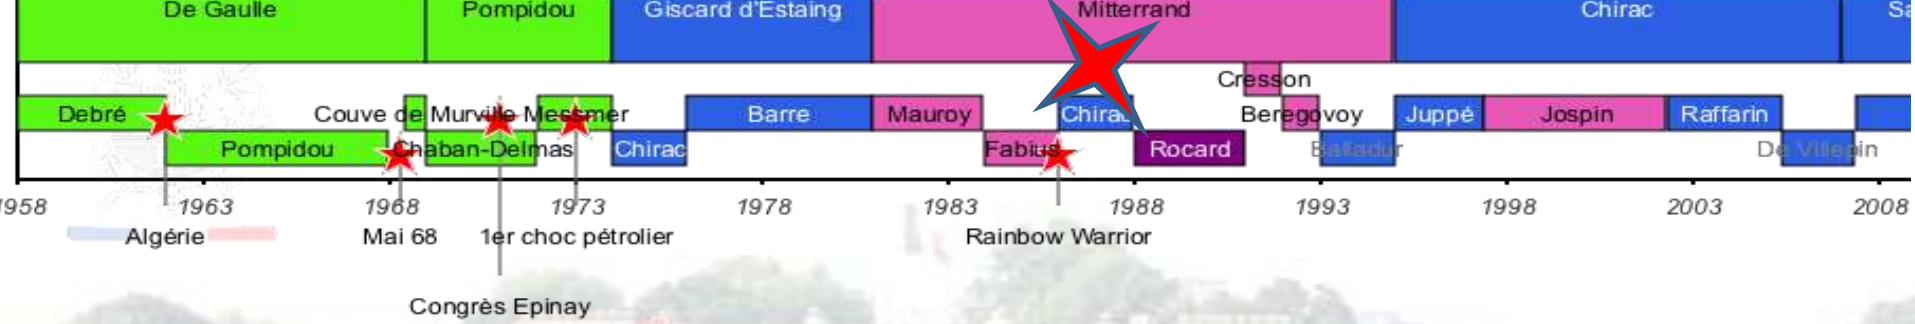 De Gaulle Pompidou Giscard d'Estaing Mitterrand Chirac Sa
Cresson
Debré Couve de Murville Messmer Barre Mauroy Chirac Beregovoy Juppé Jospin Raffarin
Pompidou Chaban-Delmas Chirac Fabius Rocard Balladur De Villepin
1958 1963 1968 1973 1978 1983 1988 1993 1998 2003 2008
Algérie Mai 68 1er choc pétrolier Rainbow Warrior
Congrès Epinay